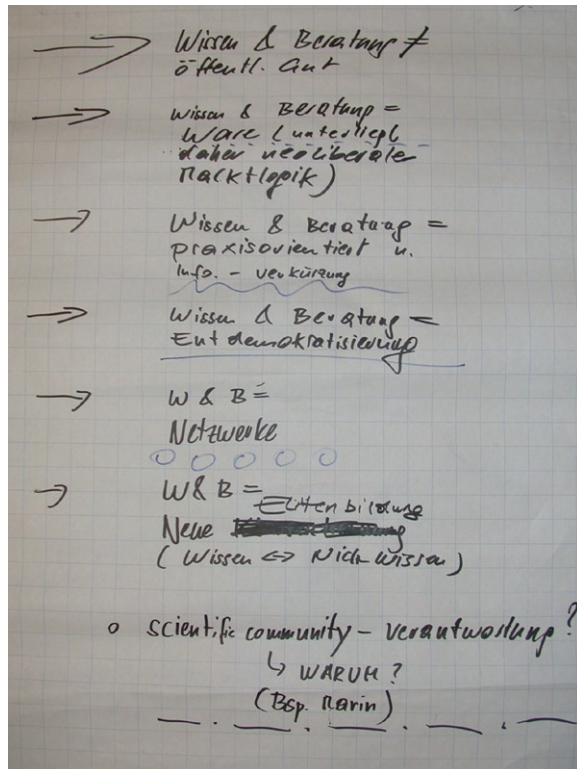 → Wissen & Beratung ≠
öffentl. Gut
→ Wissen & Beratung =
Ware (unterliegt
daher neoliberale
Marktlogik)
→ Wissen & Beratung =
praxisorientiert u.
Info. - verkürzung
→ Wissen & Beratung =
Entdemokratisierung
→ W & B =
Netzwerke
→ W & B =
Elitenbildung
Neue
(Wissen <=> Nicht-Wissen)
o scientific community - verantwortung?
↳ WARUM?
(Bsp. Marin)